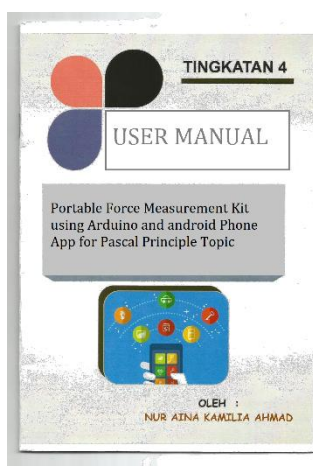 TINGKATAN 4
USER MANUAL
Portable Force Measurement Kit
using Arduino and android Phone
App for Pascal Principle Topic
OLEH :
NUR AINA KAMILIA AHMAD